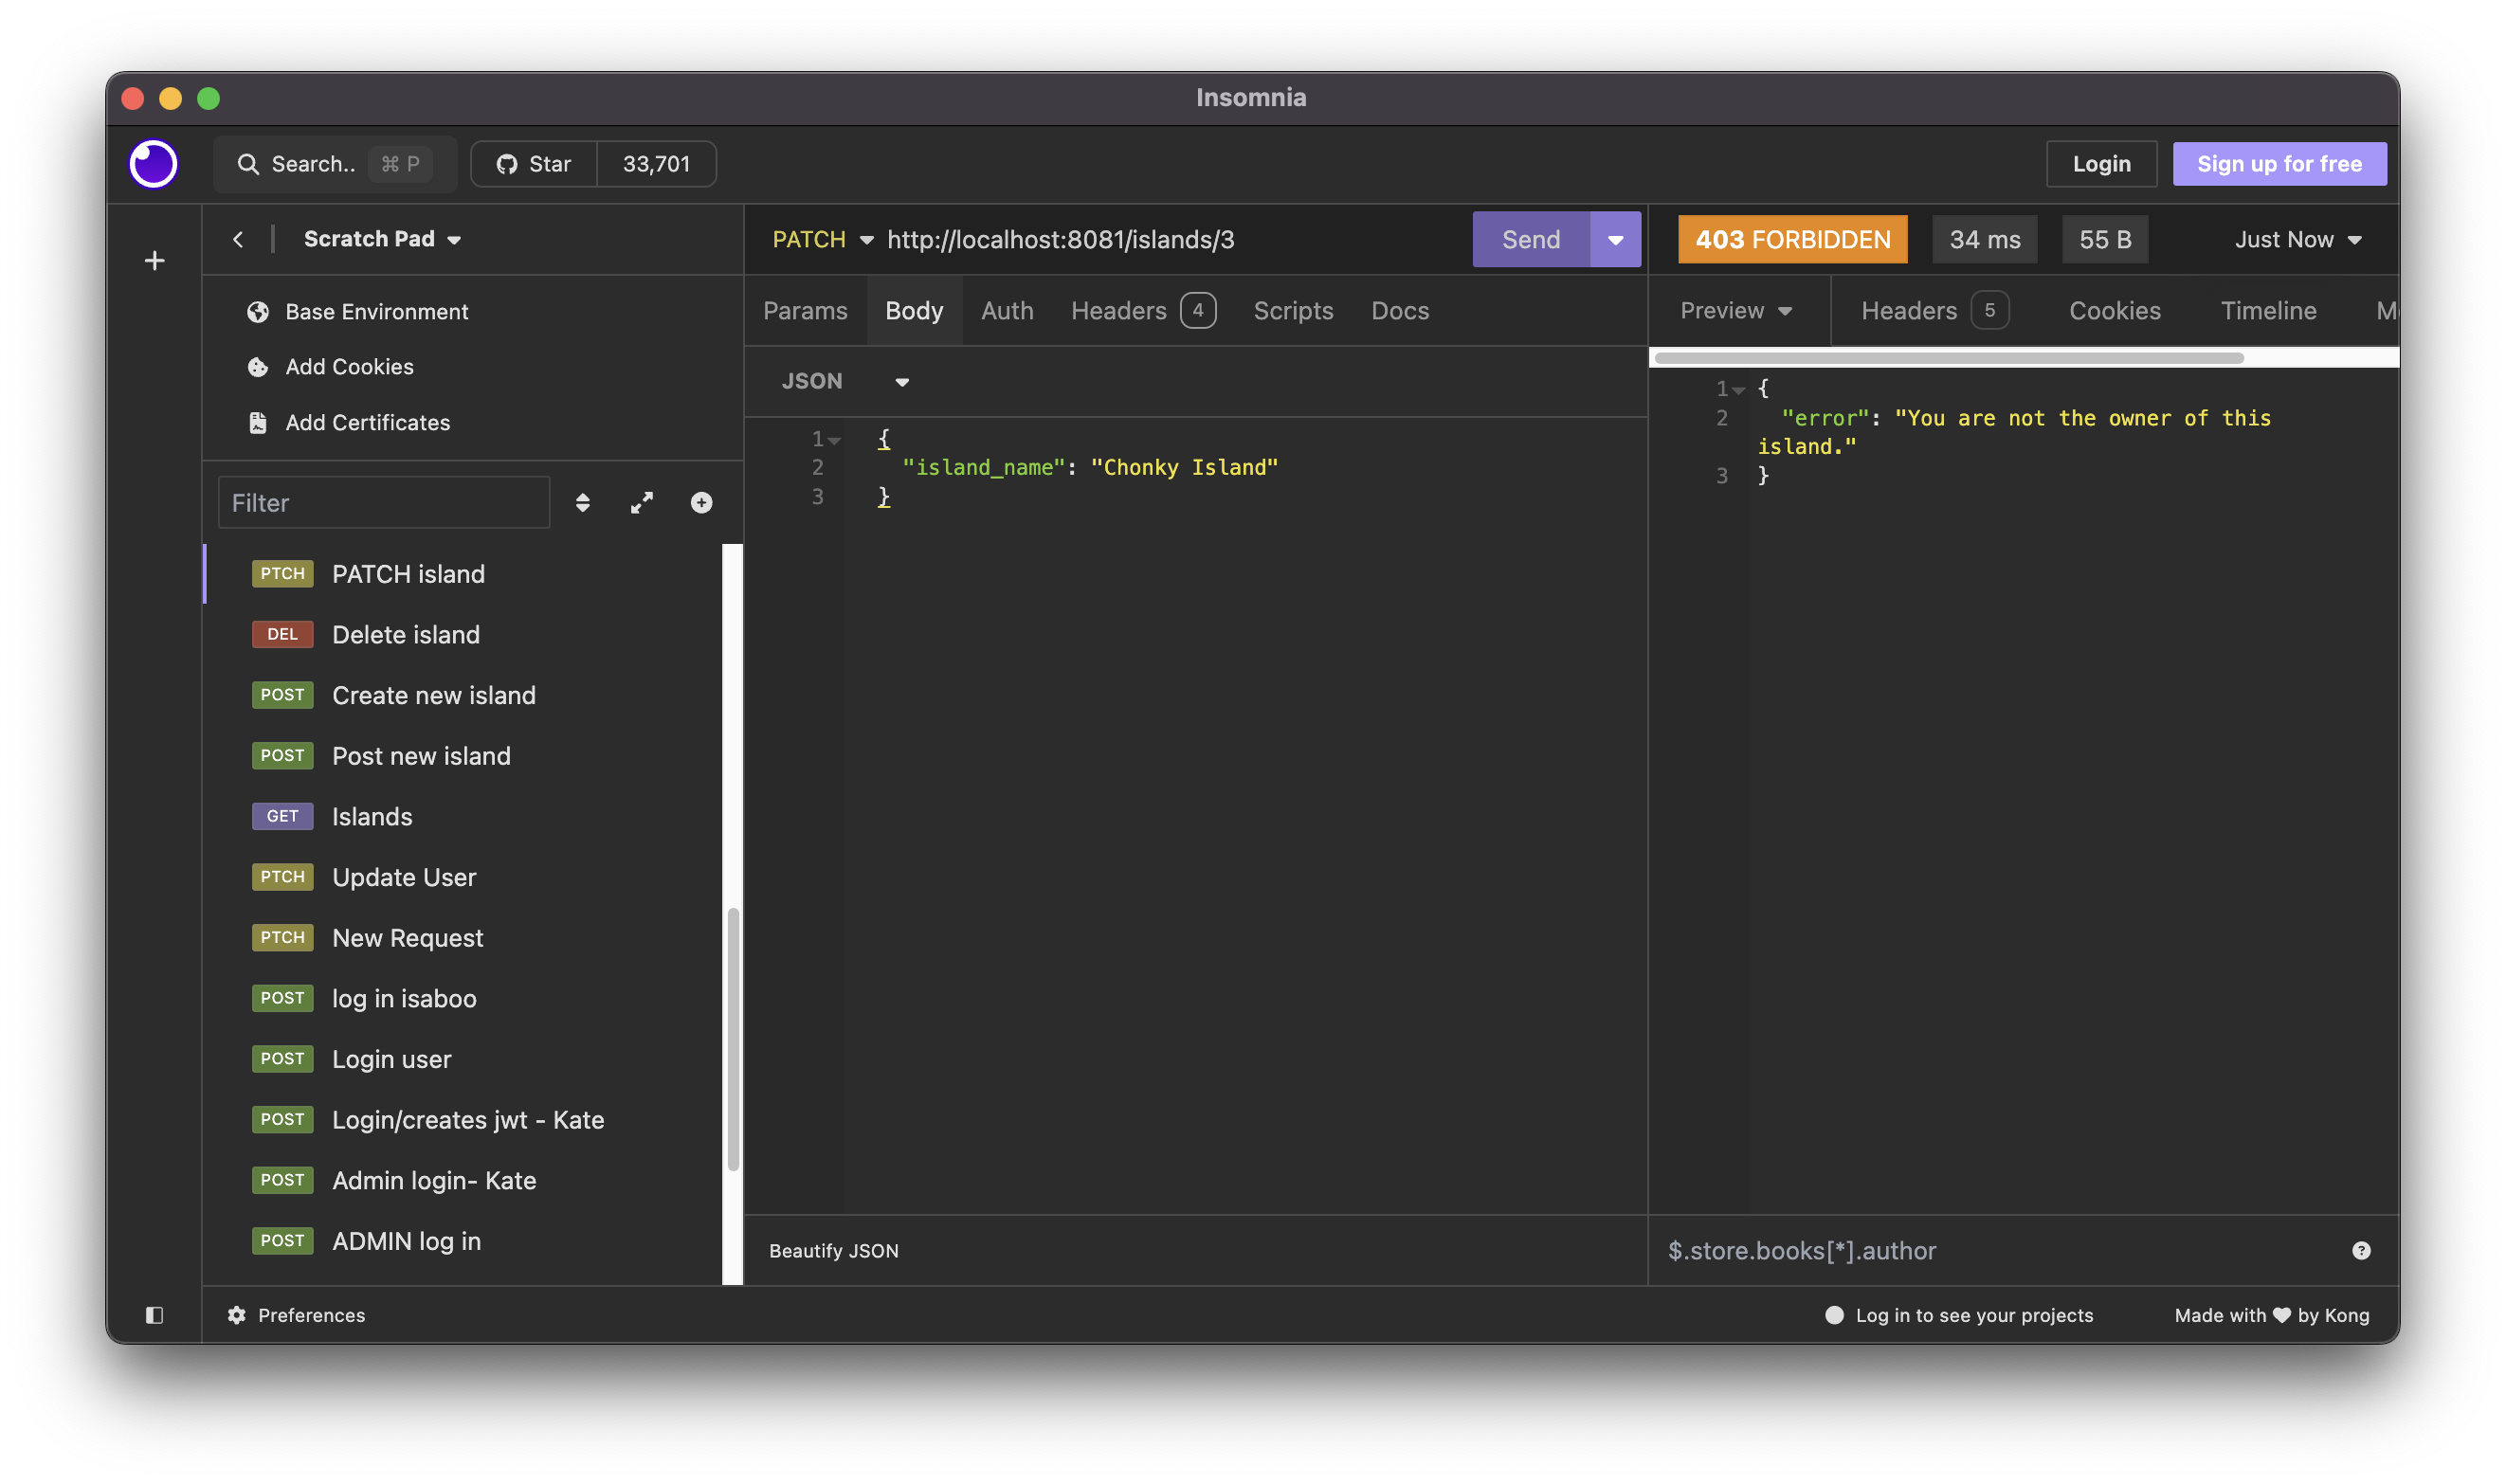 Insomnia
Search.. ⌘ P
Star 33,701
Login
Sign up for free
Scratch Pad
Base Environment
Add Cookies
Add Certificates
Filter
PTCH PATCH island
DEL Delete island
POST Create new island
POST Post new island
GET Islands
PTCH Update User
PTCH New Request
POST log in isaboo
POST Login user
POST Login/creates jwt - Kate
POST Admin login- Kate
POST ADMIN log in
PATCH http://localhost:8081/islands/3
Send
Params Body Auth Headers 4 Scripts Docs
JSON
1 {
2 "island_name": "Chonky Island"
3 }
Beautify JSON
403 FORBIDDEN 34 ms 55 B Just Now
Preview Headers 5 Cookies Timeline
1 {
2 "error": "You are not the owner of this
island."
3 }
$.store.books[*].author
?
Preferences
Log in to see your projects
Made with ♥ by Kong